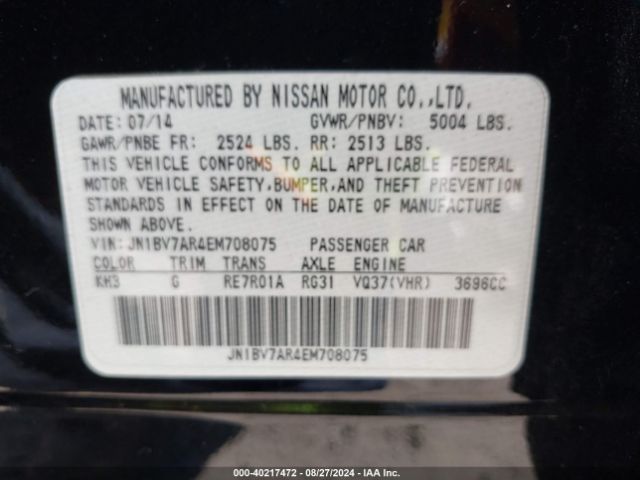 MANUFACTURED BY NISSAN MOTOR CO.,LTD.
DATE: 07/14 GVWR/PNBV: 5004 LBS.
GAWR/PNBE FR: 2524 LBS. RR: 2513 LBS.
THIS VEHICLE CONFORMS TO ALL APPLICABLE FEDERAL
MOTOR VEHICLE SAFETY,BUMPER,AND THEFT PREVENTION
STANDARDS IN EFFECT ON THE DATE OF MANUFACTURE
SHOWN ABOVE.
VIN: JN1BV7AR4EM708075 PASSENGER CAR
COLOR TRIM TRANS AXLE ENGINE
KH3 G RE7R01A RG31 VQ37(VHR) 3696CC
JN1BV7AR4EM708075
000-40217472 - 08/27/2024 - IAA Inc.